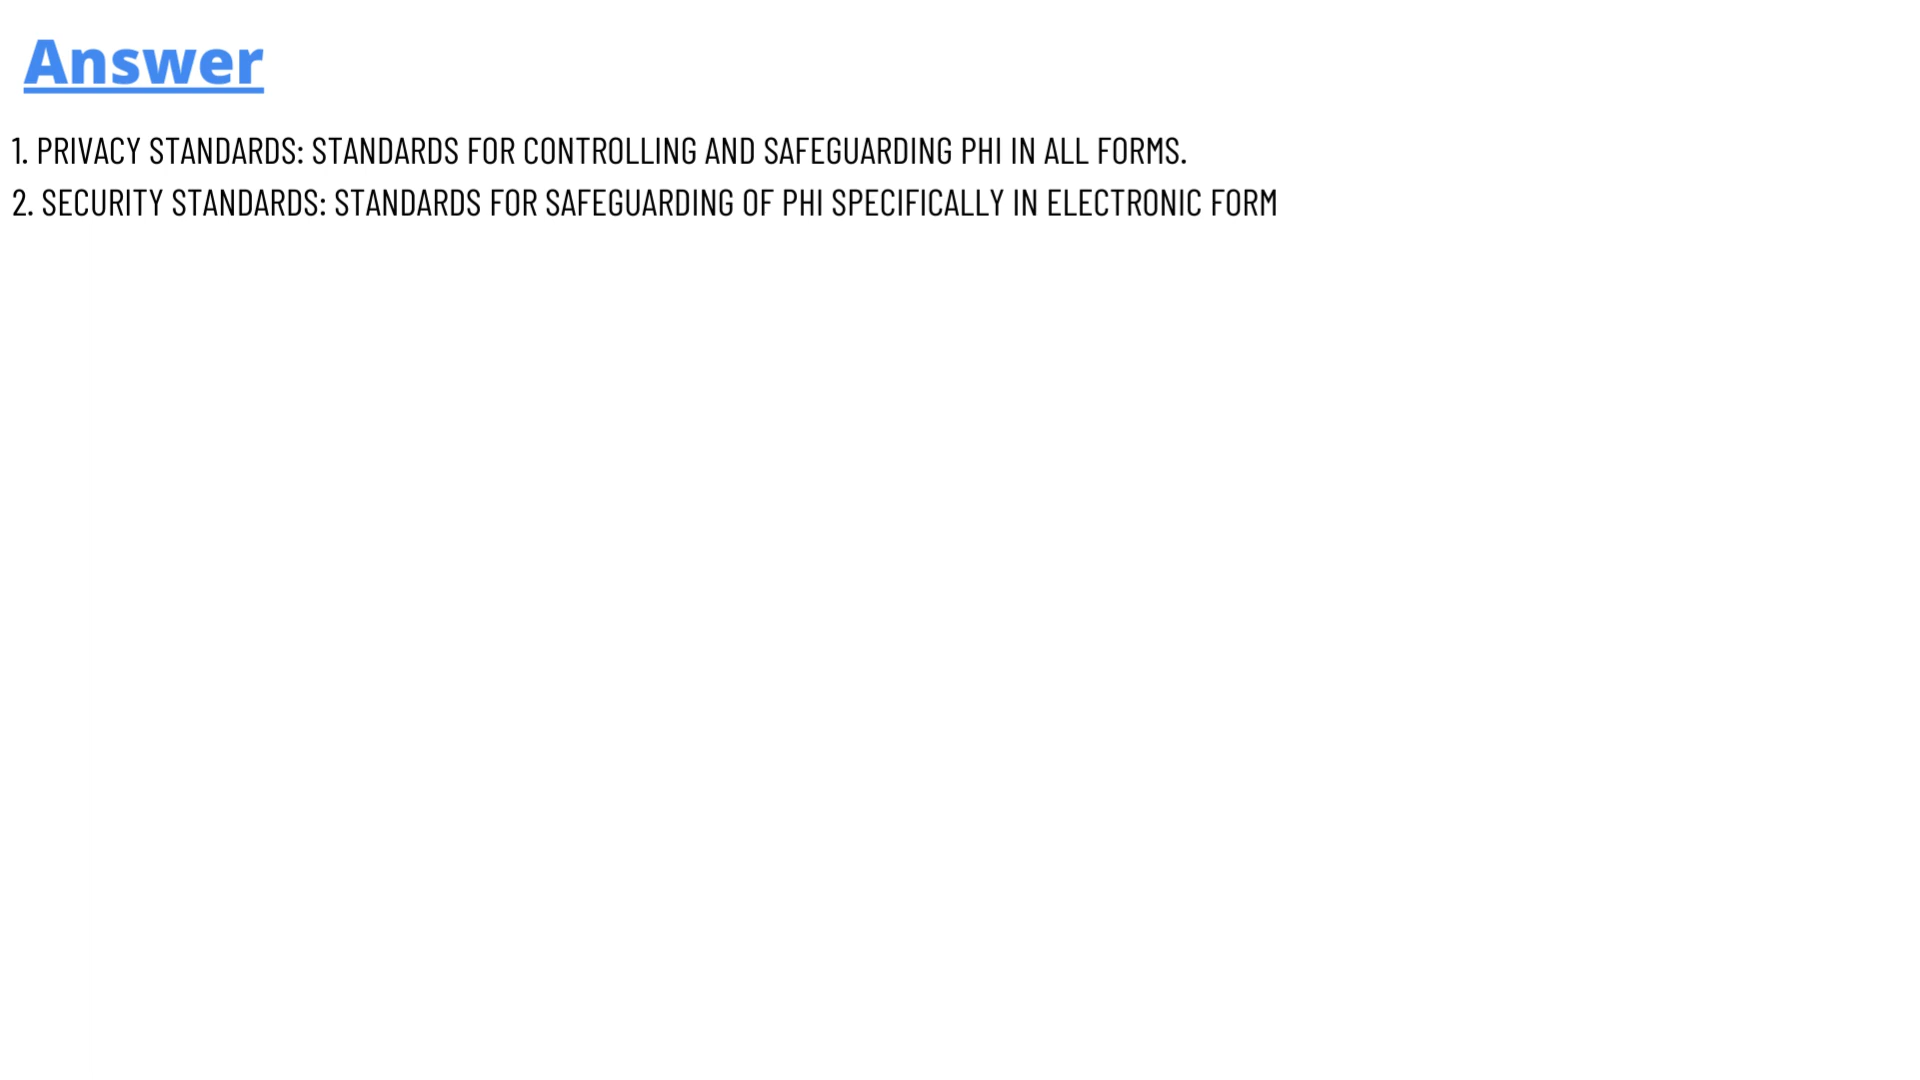 Answer
1. PRIVACY STANDARDS: STANDARDS FOR CONTROLLING AND SAFEGUARDING PHI IN ALL FORMS.
2. SECURITY STANDARDS: STANDARDS FOR SAFEGUARDING OF PHI SPECIFICALLY IN ELECTRONIC FORM